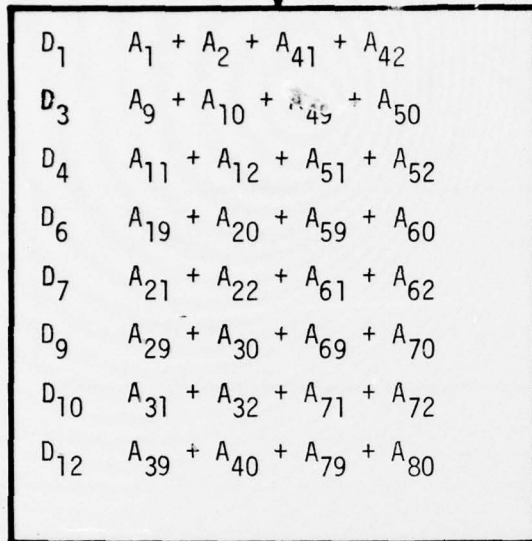 D₁ A₁ + A₂ + A₄₁ + A₄₂
D₃ A₉ + A₁₀ + A₄₉ + A₅₀
D₄ A₁₁ + A₁₂ + A₅₁ + A₅₂
D₆ A₁₉ + A₂₀ + A₅₉ + A₆₀
D₇ A₂₁ + A₂₂ + A₆₁ + A₆₂
D₉ A₂₉ + A₃₀ + A₆₉ + A₇₀
D₁₀ A₃₁ + A₃₂ + A₇₁ + A₇₂
D₁₂ A₃₉ + A₄₀ + A₇₉ + A₈₀